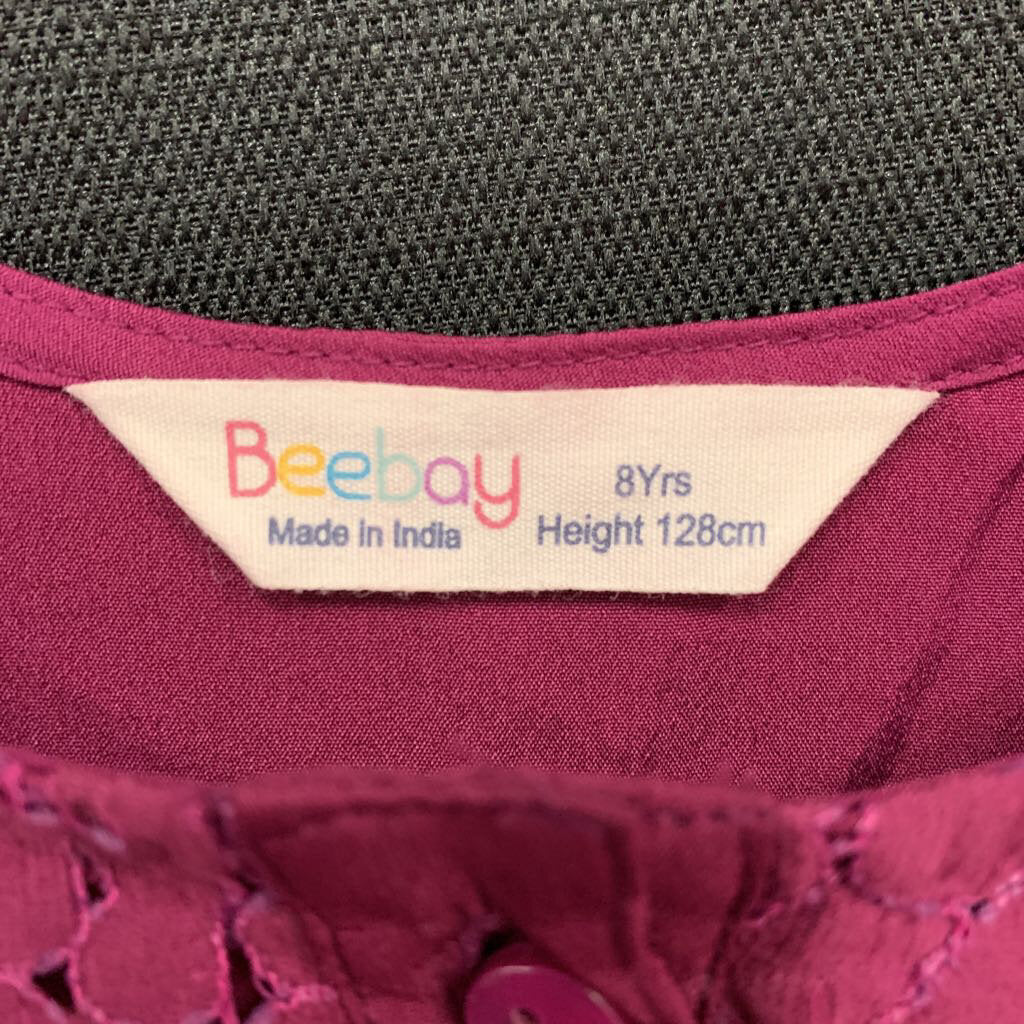 Beebay
Made in India
8Yrs
Height 128cm